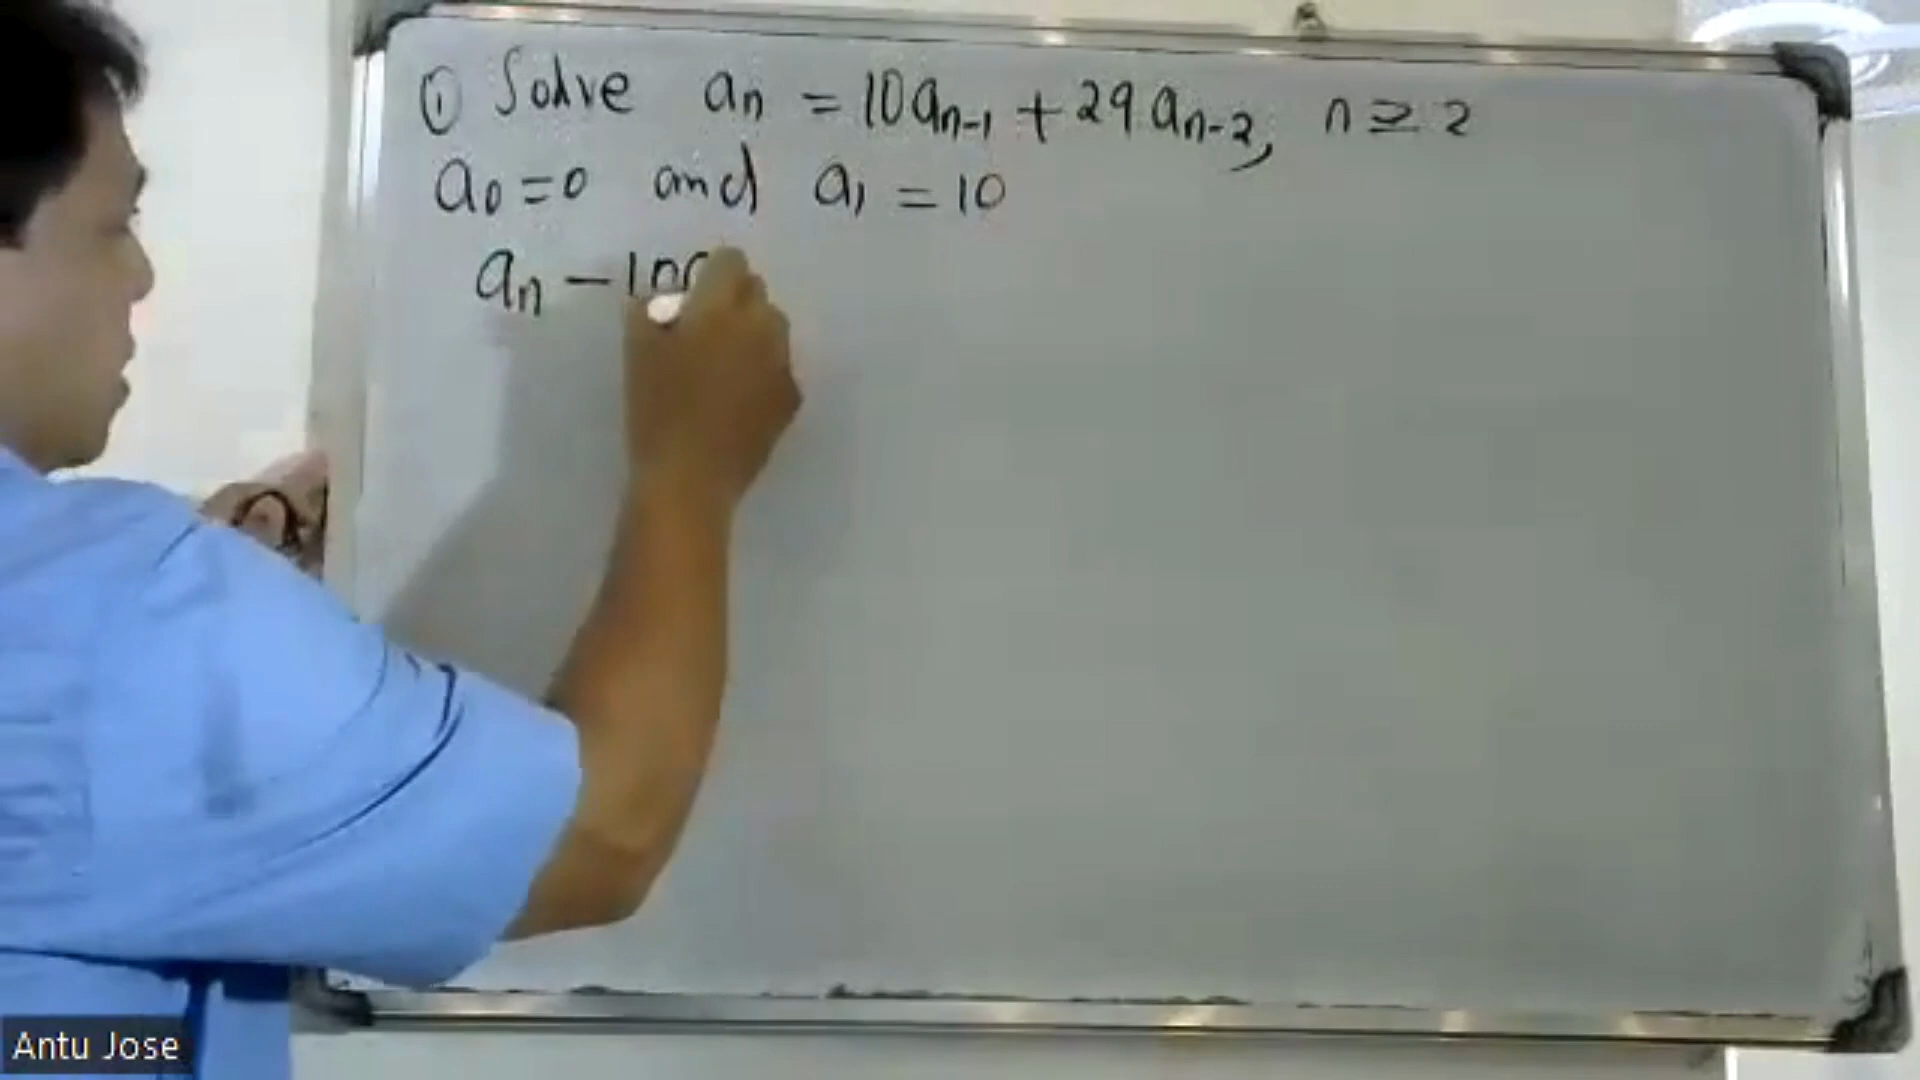 ① Solve aₙ = 10aₙ₋₁ + 29aₙ₋₂, n ≥ 2
a₀ = 0 and a₁ = 10
aₙ − 10
Antu Jose